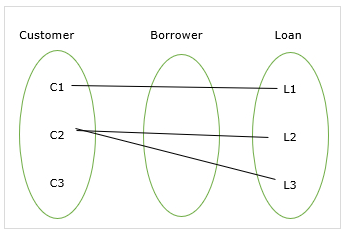 Customer Borrower Loan
C1 L1
C2 L2
C3 L3